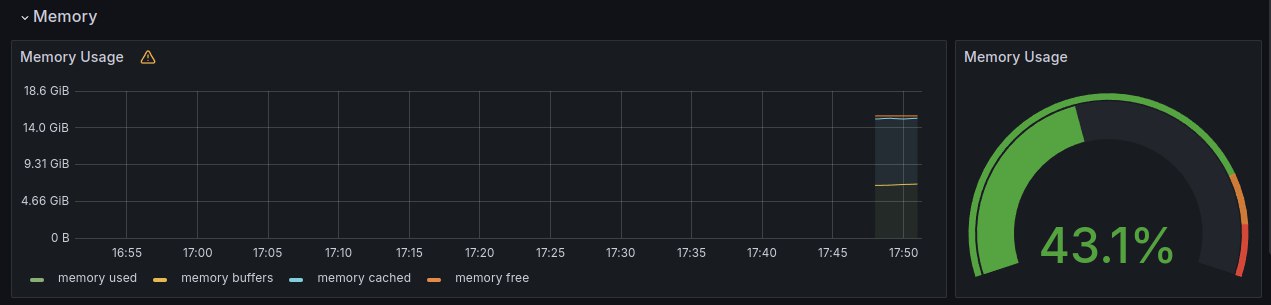 Memory
Memory Usage
18.6 GiB
14.0 GiB
9.31 GiB
4.66 GiB
0 B
16:55 17:00 17:05 17:10 17:15 17:20 17:25 17:30 17:35 17:40 17:45 17:50
memory used memory buffers memory cached memory free
Memory Usage
43.1%